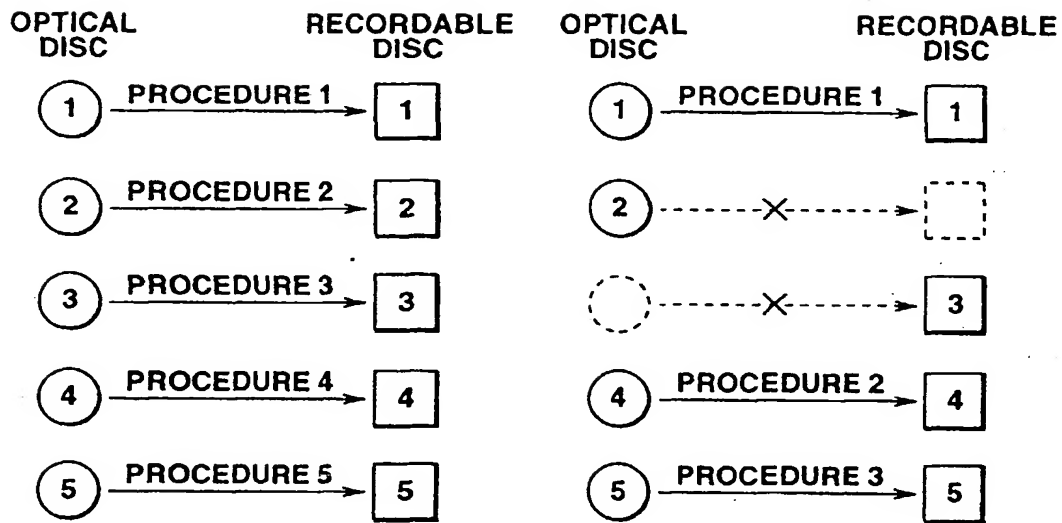 OPTICAL DISC RECORDABLE DISC
1 PROCEDURE 1 1
2 PROCEDURE 2 2
3 PROCEDURE 3 3
4 PROCEDURE 4 4
5 PROCEDURE 5 5
OPTICAL DISC RECORDABLE DISC
1 PROCEDURE 1 1
2
3
4 PROCEDURE 2 4
5 PROCEDURE 3 5